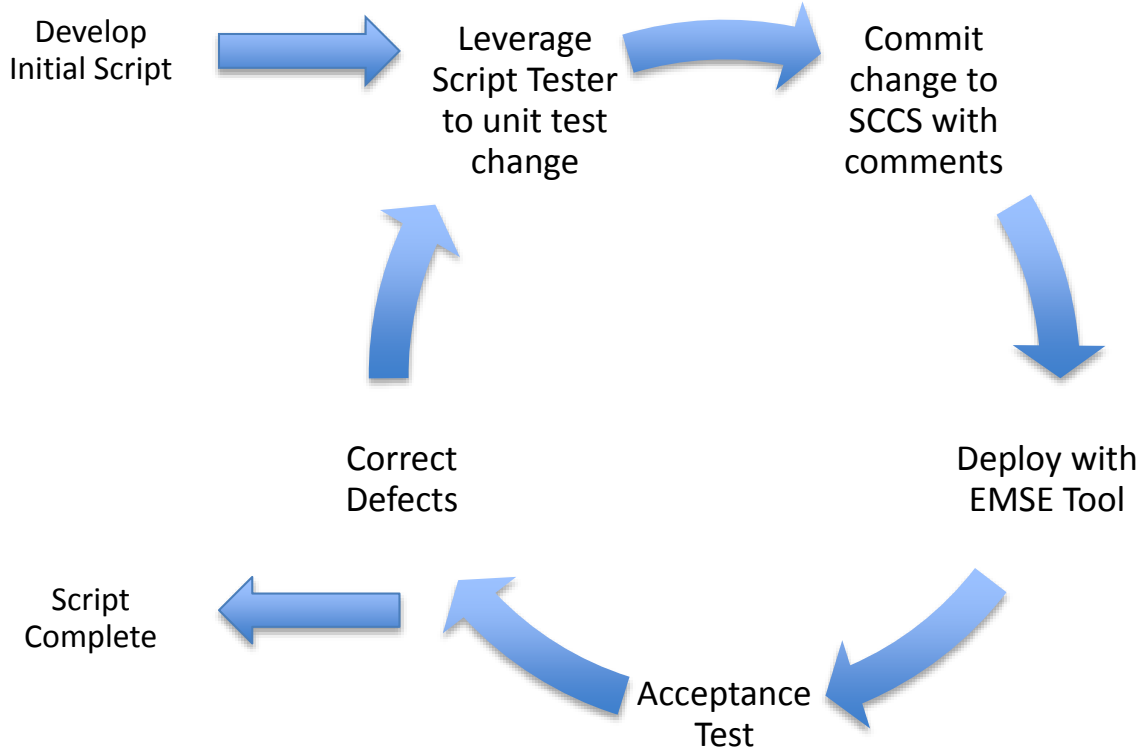 Develop
Initial Script
Leverage
Script Tester
to unit test
change
Commit
change to
SCCS with
comments
Deploy with
EMSE Tool
Acceptance
Test
Correct
Defects
Script
Complete